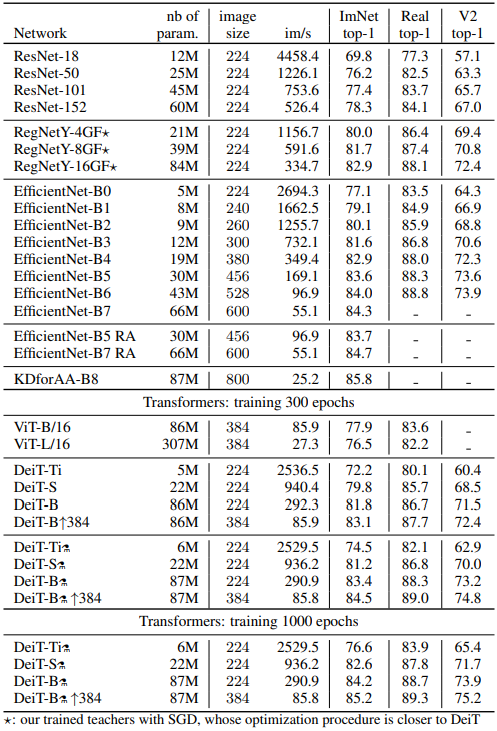 nb of image ImNet Real V2
Network param. size im/s top-1 top-1 top-1
ResNet-18 12M 224 4458.4 69.8 77.3 57.1
ResNet-50 25M 224 1226.1 76.2 82.5 63.3
ResNet-101 45M 224 753.6 77.4 83.7 65.7
ResNet-152 60M 224 526.4 78.3 84.1 67.0
RegNetY-4GF⋆ 21M 224 1156.7 80.0 86.4 69.4
RegNetY-8GF⋆ 39M 224 591.6 81.7 87.4 70.8
RegNetY-16GF⋆ 84M 224 334.7 82.9 88.1 72.4
EfficientNet-B0 5M 224 2694.3 77.1 83.5 64.3
EfficientNet-B1 8M 240 1662.5 79.1 84.9 66.9
EfficientNet-B2 9M 260 1255.7 80.1 85.9 68.8
EfficientNet-B3 12M 300 732.1 81.6 86.8 70.6
EfficientNet-B4 19M 380 349.4 82.9 88.0 72.3
EfficientNet-B5 30M 456 169.1 83.6 88.3 73.6
EfficientNet-B6 43M 528 96.9 84.0 88.8 73.9
EfficientNet-B7 66M 600 55.1 84.3 - -
EfficientNet-B5 RA 30M 456 96.9 83.7 - -
EfficientNet-B7 RA 66M 600 55.1 84.7 - -
KDforAA-B8 87M 800 25.2 85.8 - -
Transformers: training 300 epochs
ViT-B/16 86M 384 85.9 77.9 83.6 -
ViT-L/16 307M 384 27.3 76.5 82.2 -
DeiT-Ti 5M 224 2536.5 72.2 80.1 60.4
DeiT-S 22M 224 940.4 79.8 85.7 68.5
DeiT-B 86M 224 292.3 81.8 86.7 71.5
DeiT-B↑384 86M 384 85.9 83.1 87.7 72.4
DeiT-Ti⚗ 6M 224 2529.5 74.5 82.1 62.9
DeiT-S⚗ 22M 224 936.2 81.2 86.8 70.0
DeiT-B⚗ 87M 224 290.9 83.4 88.3 73.2
DeiT-B⚗↑384 87M 384 85.8 84.5 89.0 74.8
Transformers: training 1000 epochs
DeiT-Ti⚗ 6M 224 2529.5 76.6 83.9 65.4
DeiT-S⚗ 22M 224 936.2 82.6 87.8 71.7
DeiT-B⚗ 87M 224 290.9 84.2 88.7 73.9
DeiT-B⚗↑384 87M 384 85.8 85.2 89.3 75.2
⋆: our trained teachers with SGD, whose optimization procedure is closer to DeiT